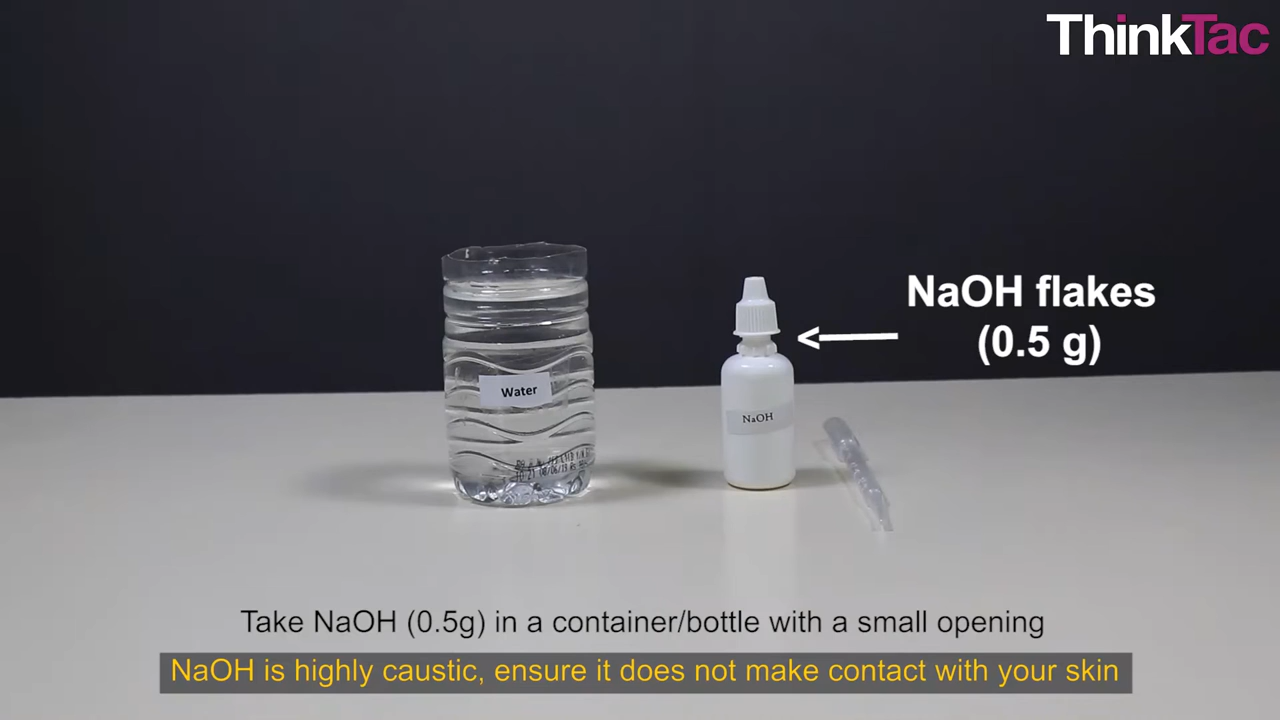 ThinkTac
NaOH flakes
(0.5 g)
Water
NaOH
Take NaOH (0.5g) in a container/bottle with a small opening
NaOH is highly caustic, ensure it does not make contact with your skin